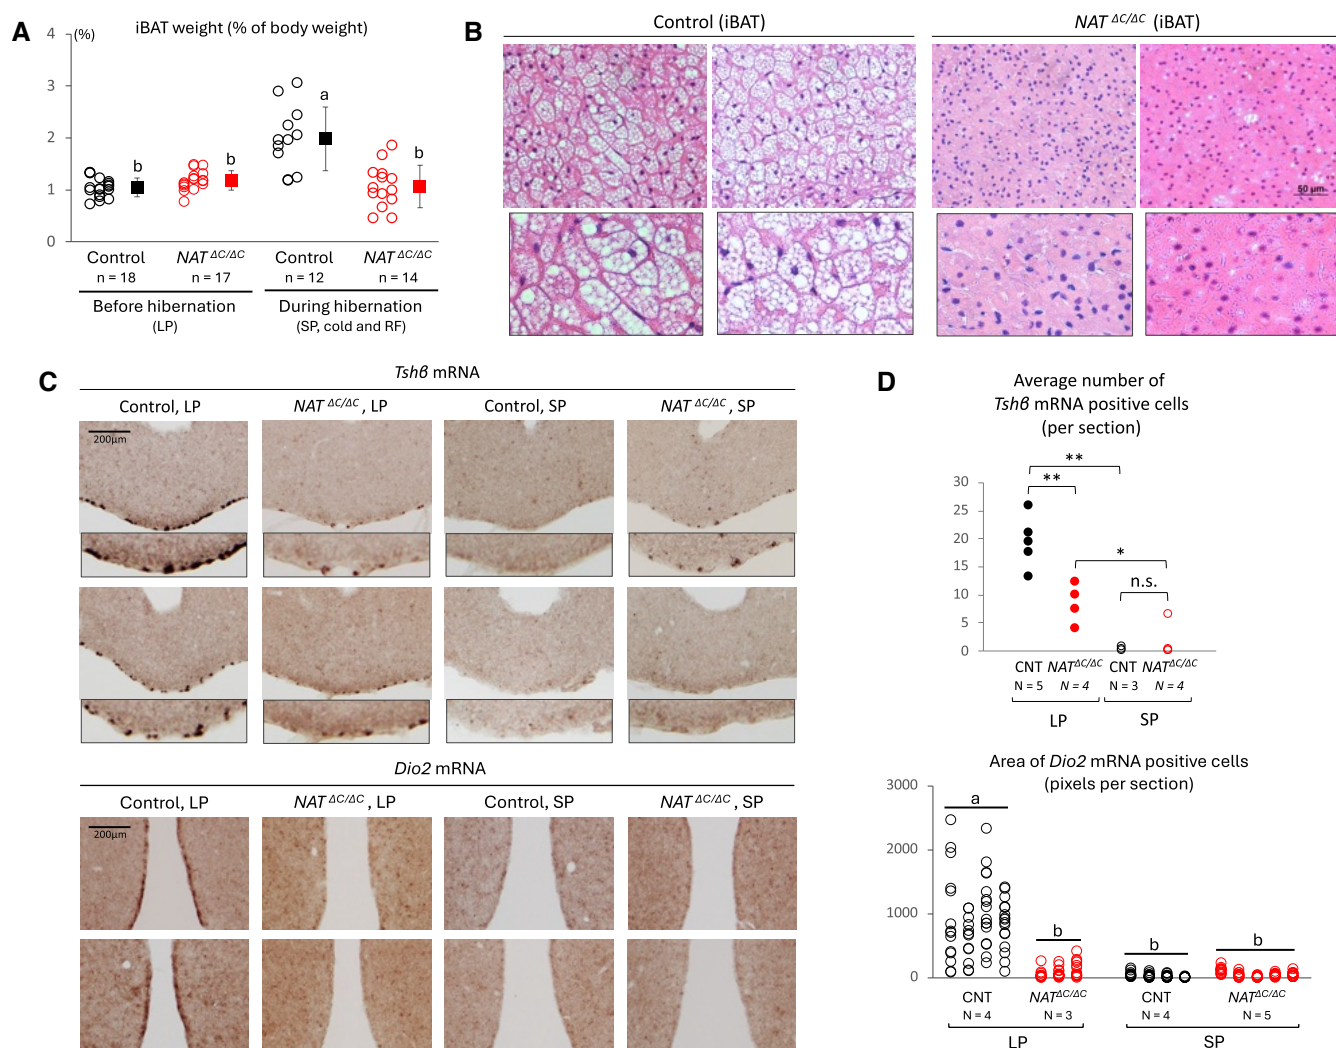 A
iBAT weight (% of body weight)
(%)
4
3
2
1
0
b
b
a
b
Control
NAT ΔC/ΔC
Control
NAT ΔC/ΔC
n = 18
n = 17
n = 12
n = 14
Before hibernation
(LP)
During hibernation
(SP, cold and RF)
B
Control (iBAT)
NAT ΔC/ΔC (iBAT)
50 µm
C
Tshβ mRNA
Control, LP
NAT ΔC/ΔC , LP
Control, SP
NAT ΔC/ΔC, SP
200µm
Dio2 mRNA
Control, LP
NAT ΔC/ΔC , LP
Control, SP
NAT ΔC/ΔC , SP
200µm
D
Average number of
Tshβ mRNA positive cells
(per section)
30
25
20
15
10
5
0
**
**
*
n.s.
CNT
NATΔC/ΔC
CNT
NATΔC/ΔC
N = 5
N = 4
N = 3
N = 4
LP
SP
Area of Dio2 mRNA positive cells
(pixels per section)
3000
2000
1000
0
a
b
b
b
CNT
NATΔC/ΔC
CNT
NATΔC/ΔC
N = 4
N = 3
N = 4
N = 5
LP
SP